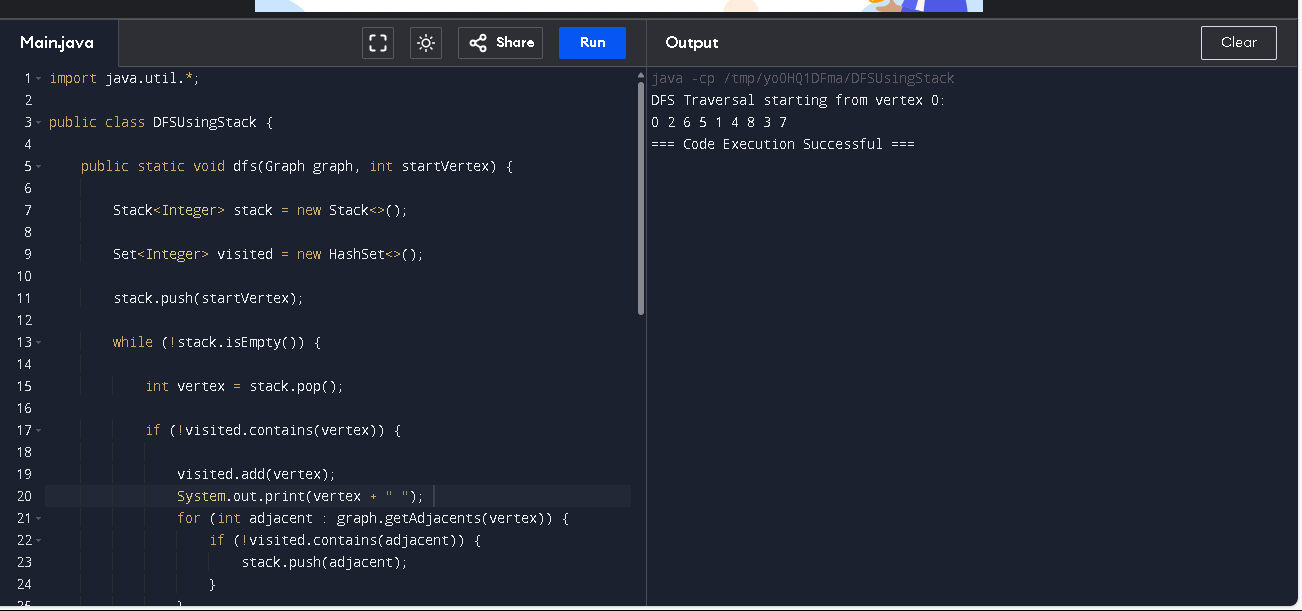 Main.java
Share
Run
1 import java.util.*;
2
3 public class DFSUsingStack {
4
5 public static void dfs(Graph graph, int startVertex) {
6
7 Stack<Integer> stack = new Stack<>();
8
9 Set<Integer> visited = new HashSet<>();
10
11 stack.push(startVertex);
12
13 while (!stack.isEmpty()) {
14
15 int vertex = stack.pop();
16
17 if (!visited.contains(vertex)) {
18
19 visited.add(vertex);
20 System.out.print(vertex + " ");
21 for (int adjacent : graph.getAdjacents(vertex)) {
22 if (!visited.contains(adjacent)) {
23 stack.push(adjacent);
24 }
25 }
Output
Clear
java -cp /tmp/yoOHQ1DFma/DFSUsingStack
DFS Traversal starting from vertex 0:
0 2 6 5 1 4 8 3 7
=== Code Execution Successful ===